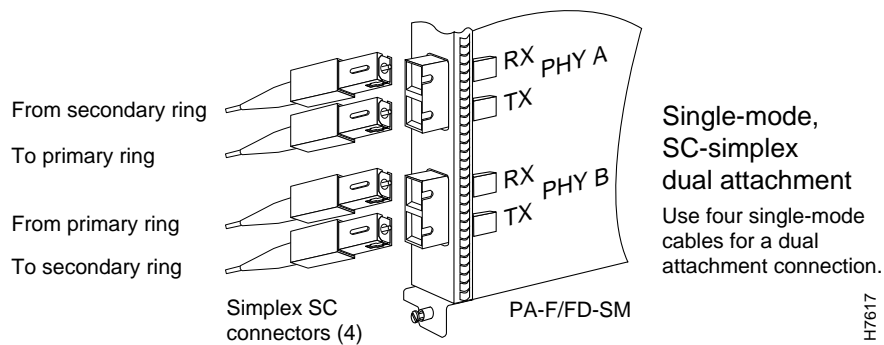 From secondary ring
To primary ring
From primary ring
To secondary ring
Simplex SC
connectors (4)
RX
PHY A
TX
RX
PHY B
TX
PA-F/FD-SM
Single-mode,
SC-simplex
dual attachment
Use four single-mode
cables for a dual
attachment connection.
H7617